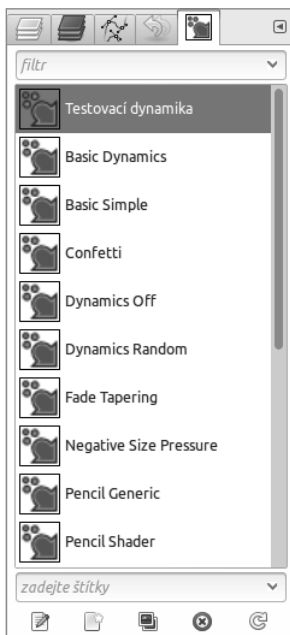 filtr
Testovací dynamika
Basic Dynamics
Basic Simple
Confetti
Dynamics Off
Dynamics Random
Fade Tapering
Negative Size Pressure
Pencil Generic
Pencil Shader
zadejte štítky